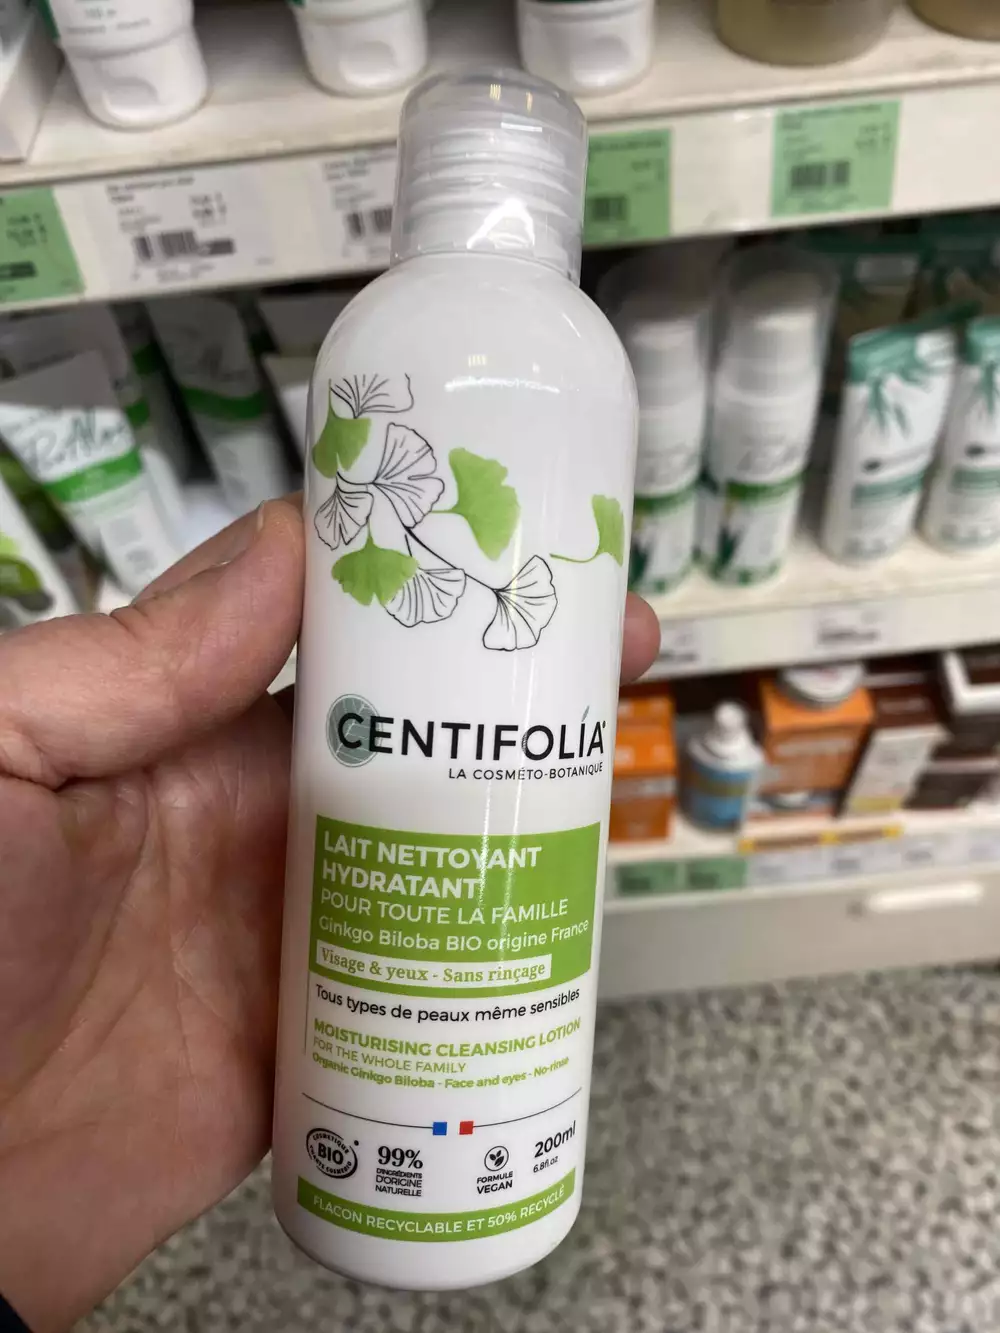 CENTIFOLÍA
LA COSMÉTO-BOTANIQUE
LAIT NETTOYANT
HYDRATANT
POUR TOUTE LA FAMILLE
Ginkgo Biloba BIO origine France
Visage & yeux - Sans rinçage
Tous types de peaux même sensibles
MOISTURISING CLEANSING LOTION
FOR THE WHOLE FAMILY
Organic Ginkgo Biloba - Face and eyes - No-rinse
COSMETIQUE
BIO
99%
D'INGRÉDIENTS
D'ORIGINE
NATURELLE
FORMULE
VEGAN
200ml
6.8fl.oz
FLACON RECYCLABLE ET 50% RECYCLÉ